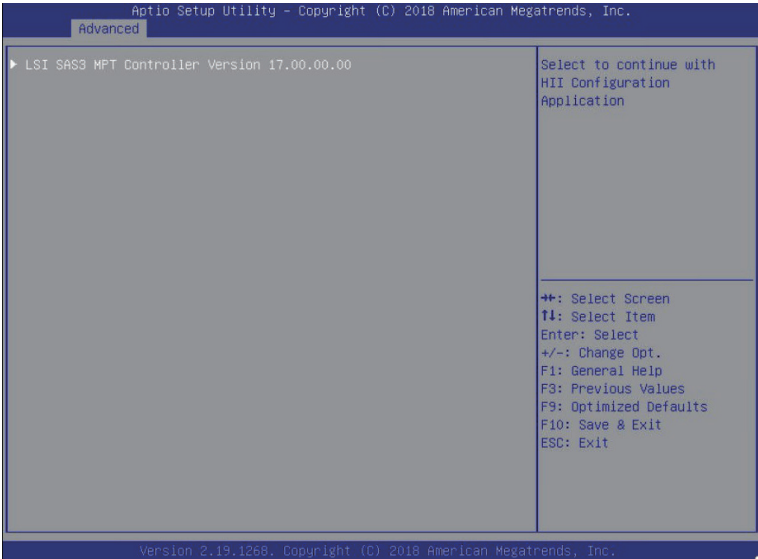 Aptio Setup Utility – Copyright (C) 2018 American Megatrends, Inc.
Advanced
▶ LSI SAS3 MPT Controller Version 17.00.00.00
Select to continue with
HII Configuration
Application
→←: Select Screen
↑↓: Select Item
Enter: Select
+/-: Change Opt.
F1: General Help
F3: Previous Values
F9: Optimized Defaults
F10: Save & Exit
ESC: Exit
Version 2.19.1268. Copyright (C) 2018 American Megatrends, Inc.